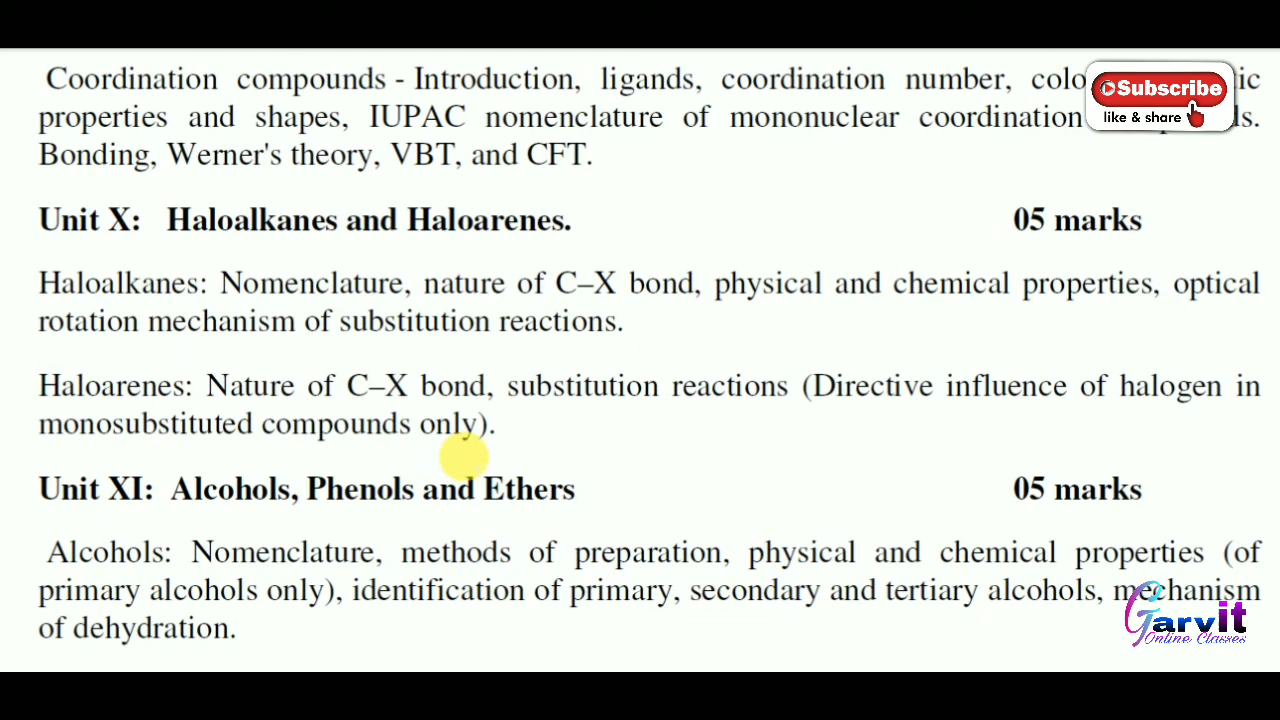 Coordination compounds - Introduction, ligands, coordination number,
properties and shapes, IUPAC nomenclature of mononuclear coordination
Bonding, Werner's theory, VBT, and CFT.
Subscribe
like & share
Unit X: Haloalkanes and Haloarenes. 05 marks
Haloalkanes: Nomenclature, nature of C–X bond, physical and chemical properties, optical
rotation mechanism of substitution reactions.
Haloarenes: Nature of C–X bond, substitution reactions (Directive influence of halogen in
monosubstituted compounds only).
Unit XI: Alcohols, Phenols and Ethers 05 marks
Alcohols: Nomenclature, methods of preparation, physical and chemical properties (of
primary alcohols only), identification of primary, secondary and tertiary alcohols, mechanism
of dehydration.
Garvit
Online Classes